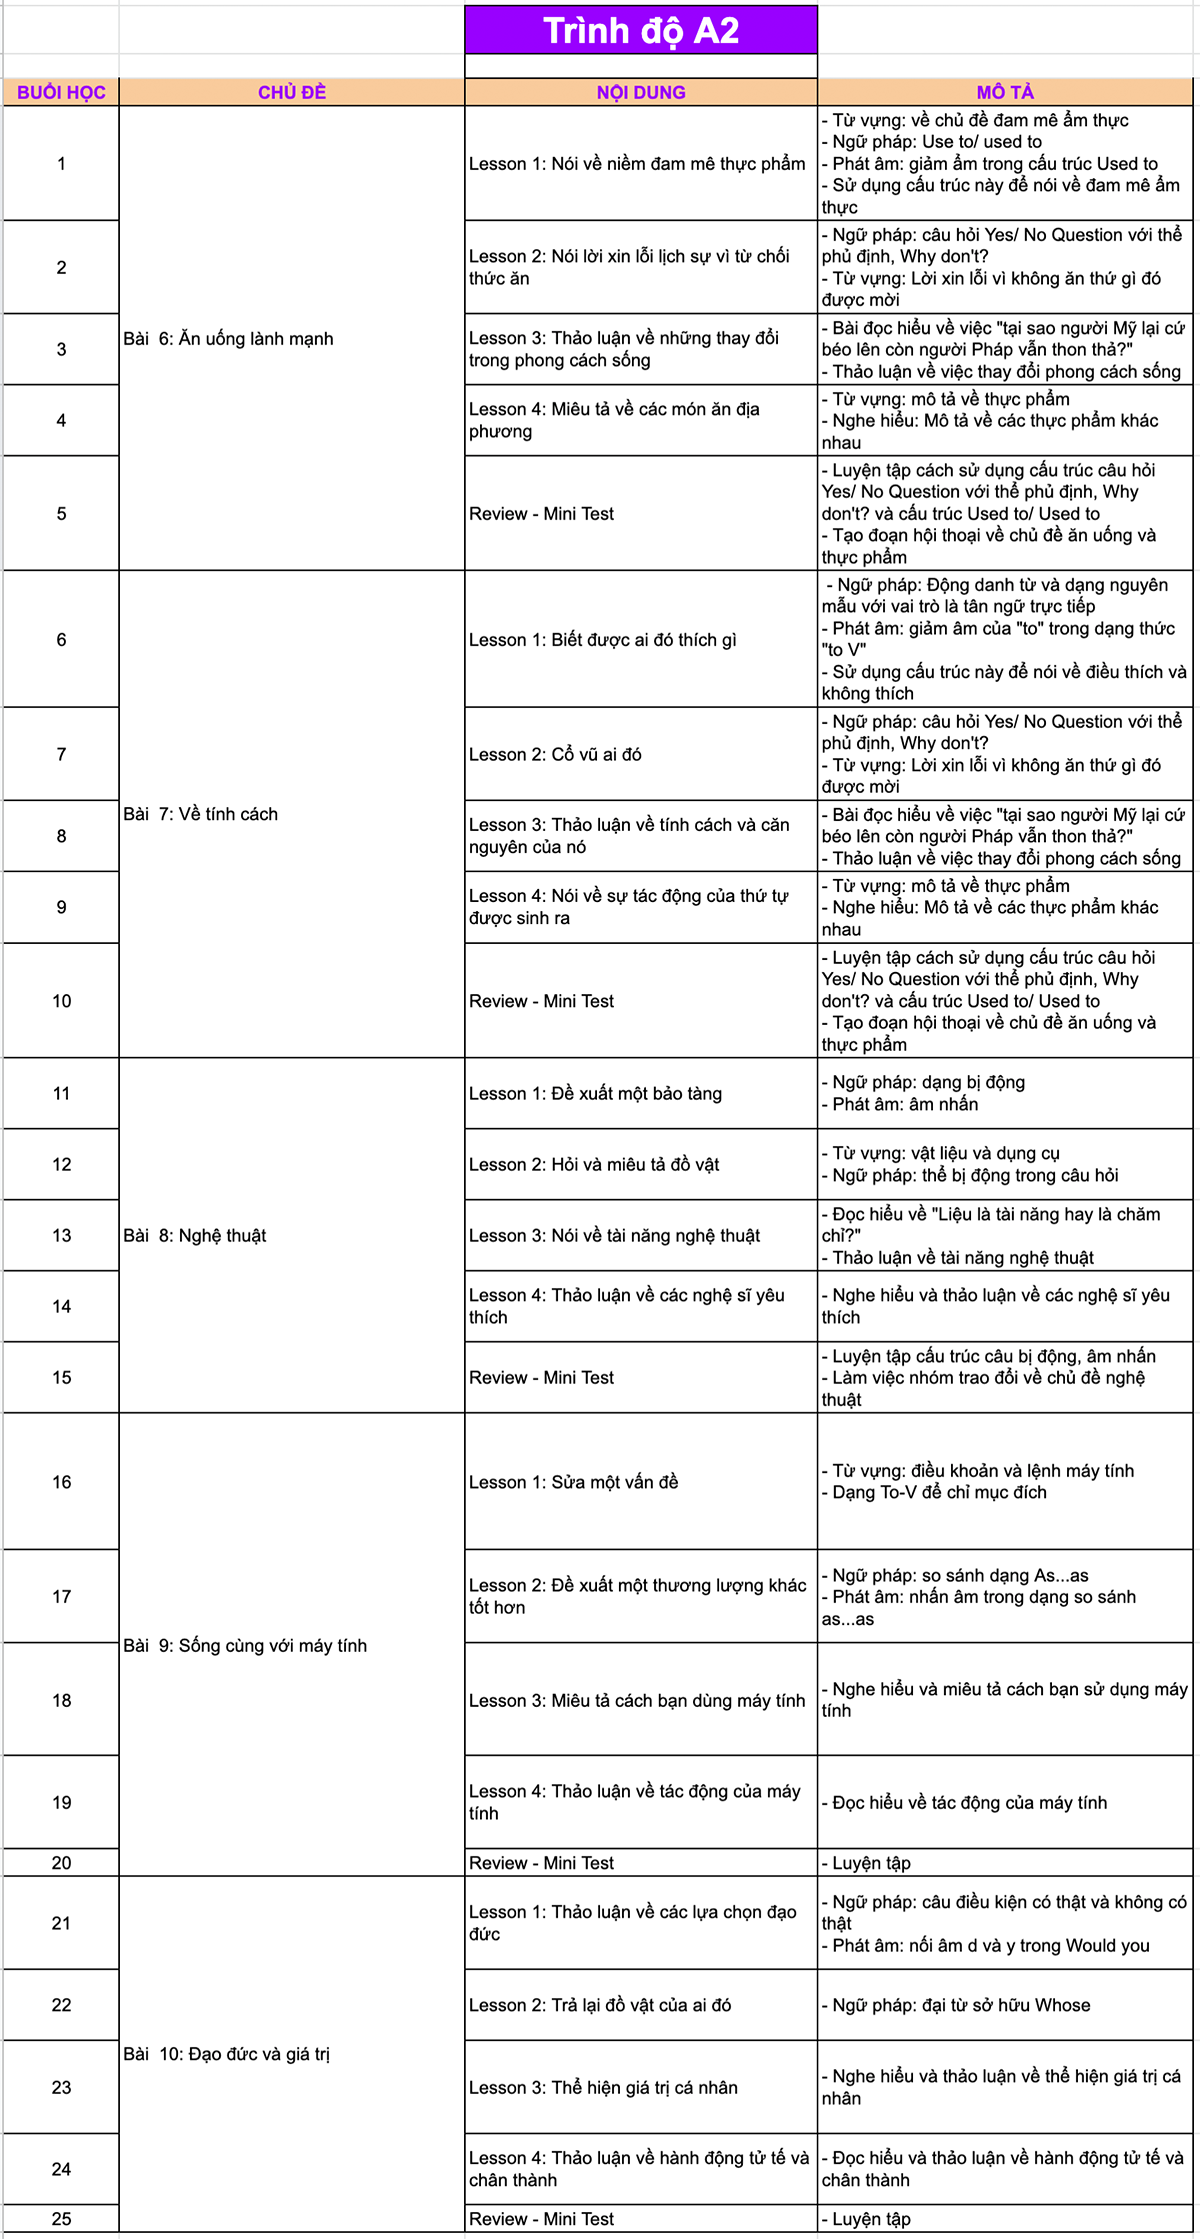 Trình độ A2
BUỔI HỌC
CHỦ ĐỀ
NỘI DUNG
MÔ TẢ
Bài  6: Ăn uống lành mạnh
1
Lesson 1: Nói về niềm đam mê thực phẩm
- Từ vựng: về chủ đề đam mê ẩm thực
- Ngữ pháp: Use to/ used to
- Phát âm: giảm ẩm trong cấu trúc Used to
- Sử dụng cấu trúc này để nói về đam mê ẩm
thực
2
Lesson 2: Nói lời xin lỗi lịch sự vì từ chối
thức ăn
- Ngữ pháp: câu hỏi Yes/ No Question với thể
phủ định, Why don't?
- Từ vựng: Lời xin lỗi vì không ăn thứ gì đó
được mời
3
Lesson 3: Thảo luận về những thay đổi
trong phong cách sống
- Bài đọc hiểu về việc "tại sao người Mỹ lại cứ
béo lên còn người Pháp vẫn thon thả?"
- Thảo luận về việc thay đổi phong cách sống
4
Lesson 4: Miêu tả về các món ăn địa
phương
- Từ vựng: mô tả về thực phẩm
- Nghe hiểu: Mô tả về các thực phẩm khác
nhau
5
Review - Mini Test
- Luyện tập cách sử dụng cấu trúc câu hỏi
Yes/ No Question với thể phủ định, Why
don't? và cấu trúc Used to/ Used to
- Tạo đoạn hội thoại về chủ đề ăn uống và
thực phẩm
Bài  7: Về tính cách
6
Lesson 1: Biết được ai đó thích gì
- Ngữ pháp: Động danh từ và dạng nguyên
mẫu với vai trò là tân ngữ trực tiếp
- Phát âm: giảm âm của "to" trong dạng thức
"to V"
- Sử dụng cấu trúc này để nói về điều thích và
không thích
7
Lesson 2: Cổ vũ ai đó
- Ngữ pháp: câu hỏi Yes/ No Question với thể
phủ định, Why don't?
- Từ vựng: Lời xin lỗi vì không ăn thứ gì đó
được mời
8
Lesson 3: Thảo luận về tính cách và căn
nguyên của nó
- Bài đọc hiểu về việc "tại sao người Mỹ lại cứ
béo lên còn người Pháp vẫn thon thả?"
- Thảo luận về việc thay đổi phong cách sống
9
Lesson 4: Nói về sự tác động của thứ tự
được sinh ra
- Từ vựng: mô tả về thực phẩm
- Nghe hiểu: Mô tả về các thực phẩm khác
nhau
10
Review - Mini Test
- Luyện tập cách sử dụng cấu trúc câu hỏi
Yes/ No Question với thể phủ định, Why
don't? và cấu trúc Used to/ Used to
- Tạo đoạn hội thoại về chủ đề ăn uống và
thực phẩm
Bài  8: Nghệ thuật
11
Lesson 1: Đề xuất một bảo tàng
- Ngữ pháp: dạng bị động
- Phát âm: âm nhấn
12
Lesson 2: Hỏi và miêu tả đồ vật
- Từ vựng: vật liệu và dụng cụ
- Ngữ pháp: thể bị động trong câu hỏi
13
Lesson 3: Nói về tài năng nghệ thuật
- Đọc hiểu về "Liệu là tài năng hay là chăm
chỉ?"
- Thảo luận về tài năng nghệ thuật
14
Lesson 4: Thảo luận về các nghệ sĩ yêu
thích
- Nghe hiểu và thảo luận về các nghệ sĩ yêu
thích
15
Review - Mini Test
- Luyện tập cấu trúc câu bị động, âm nhấn
- Làm việc nhóm trao đổi về chủ đề nghệ
thuật
Bài  9: Sống cùng với máy tính
16
Lesson 1: Sửa một vấn đề
- Từ vựng: điều khoản và lệnh máy tính
- Dạng To-V để chỉ mục đích
17
Lesson 2: Đề xuất một thương lượng khác
tốt hơn
- Ngữ pháp: so sánh dạng As...as
- Phát âm: nhấn âm trong dạng so sánh
as...as
18
Lesson 3: Miêu tả cách bạn dùng máy tính
- Nghe hiểu và miêu tả cách bạn sử dụng máy
tính
19
Lesson 4: Thảo luận về tác động của máy
tính
- Đọc hiểu về tác động của máy tính
20
Review - Mini Test
- Luyện tập
Bài  10: Đạo đức và giá trị
21
Lesson 1: Thảo luận về các lựa chọn đạo
đức
- Ngữ pháp: câu điều kiện có thật và không có
thật
- Phát âm: nối âm d và y trong Would you
22
Lesson 2: Trả lại đồ vật của ai đó
- Ngữ pháp: đại từ sở hữu Whose
23
Lesson 3: Thể hiện giá trị cá nhân
- Nghe hiểu và thảo luận về thể hiện giá trị cá
nhân
24
Lesson 4: Thảo luận về hành động tử tế và
chân thành
- Đọc hiểu và thảo luận về hành động tử tế và
chân thành
25
Review - Mini Test
- Luyện tập